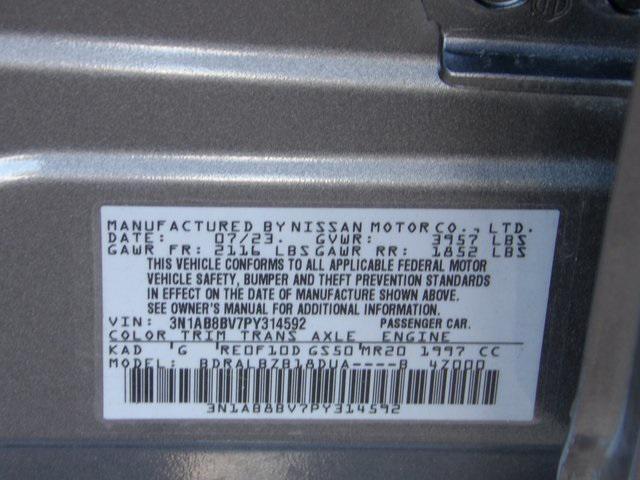 MANUFACTURED BY NISSAN MOTOR CO., LTD.
DATE: 07/23. GVWR: 3957 LBS
GAWR FR: 2116 LBS GAWR RR: 1852 LBS
THIS VEHICLE CONFORMS TO ALL APPLICABLE FEDERAL MOTOR
VEHICLE SAFETY, BUMPER AND THEFT PREVENTION STANDARDS
IN EFFECT ON THE DATE OF MANUFACTURE SHOWN ABOVE.
SEE OWNER'S MANUAL FOR ADDITIONAL INFORMATION.
VIN: 3N1AB8BV7PY314592 PASSENGER CAR.
COLOR TRIM TRANS AXLE ENGINE
KAD 'G RE0F10D GS50 MR20 1997 CC
MODEL: BDRALBZB18DUA----B 47000
3N1AB8BV7PY314592